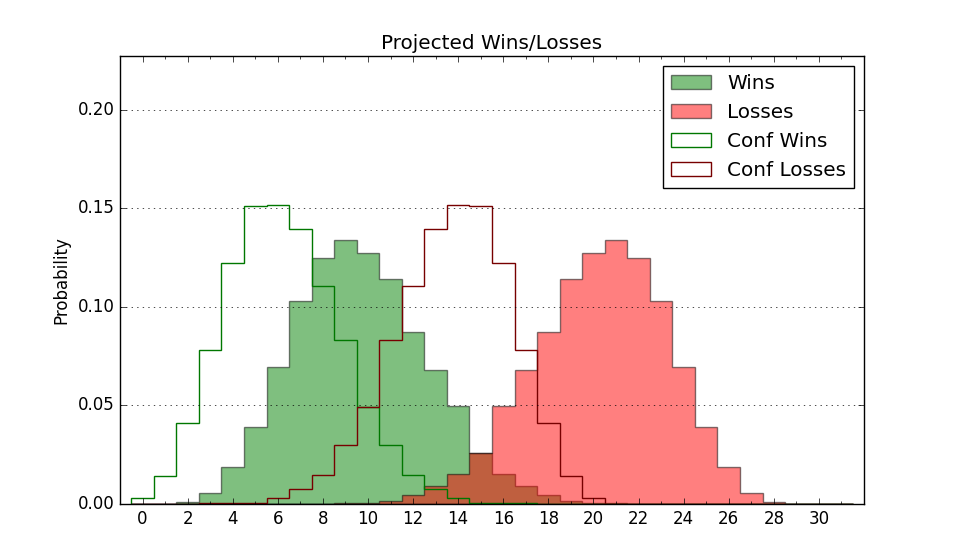 Projected Wins/Losses
Wins
Losses
Conf Wins
Conf Losses
Probability
0.20
0.15
0.10
0.05
0.00
0 2 4 6 8 10 12 14 16 18 20 22 24 26 28 30